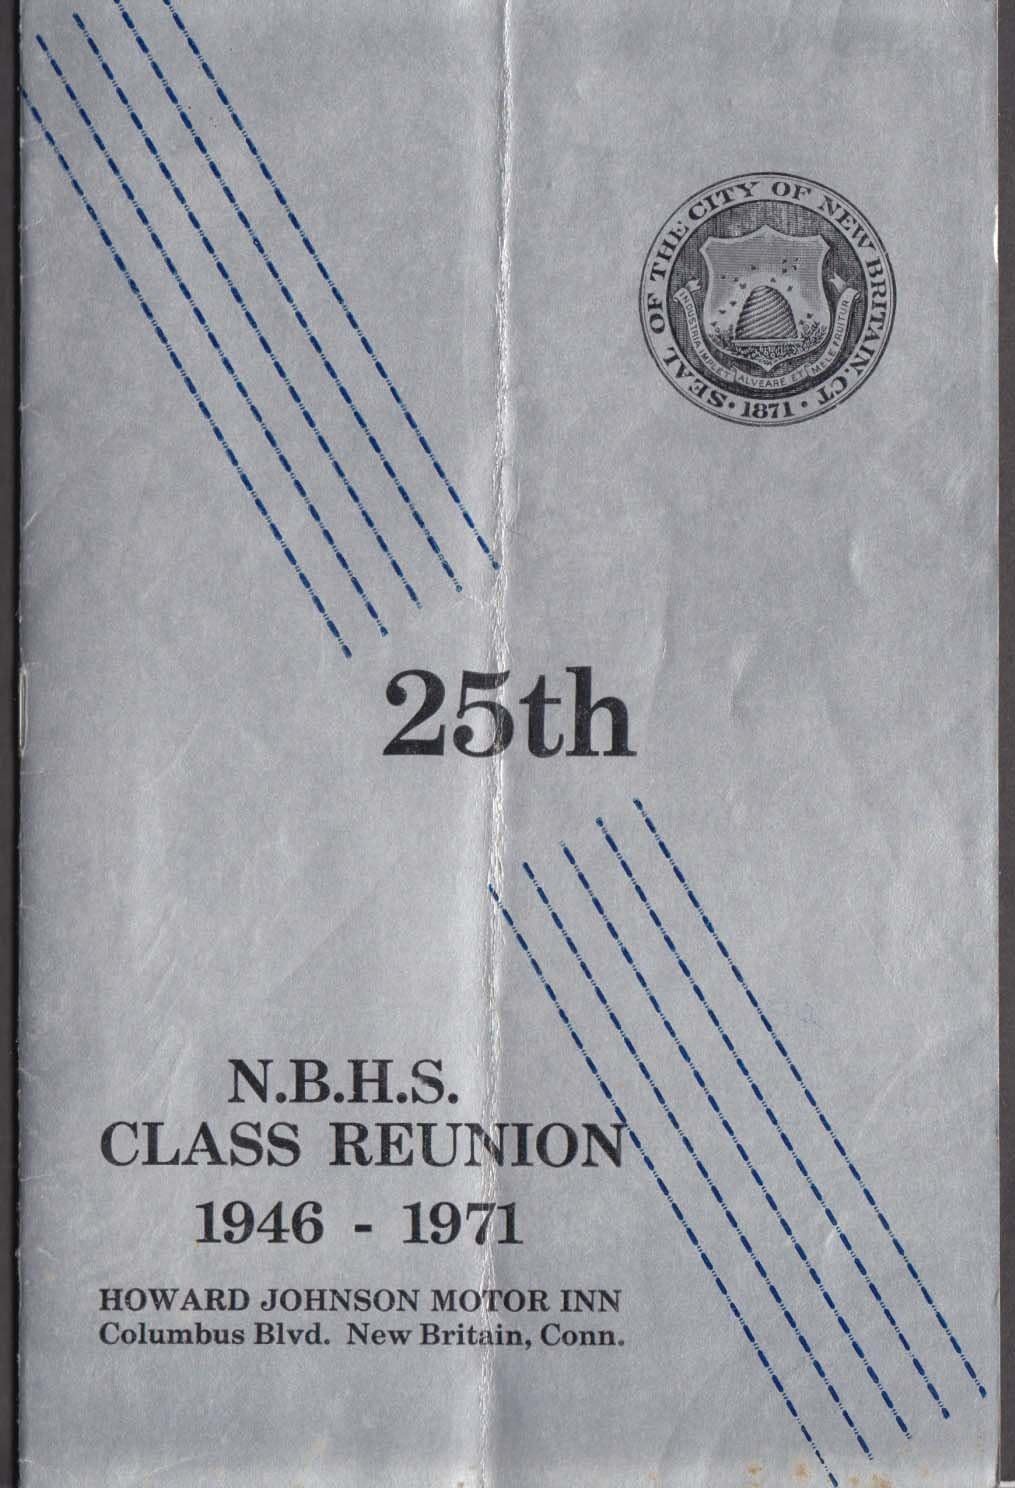 SEAL OF THE CITY OF NEW BRITAIN, CT
• 1871 •
INDUSTRIA IMPLET ALVEARE ET MELE FRUITUR
25th
N.B.H.S.
CLASS REUNION
1946 - 1971
HOWARD JOHNSON MOTOR INN
Columbus Blvd. New Britain, Conn.